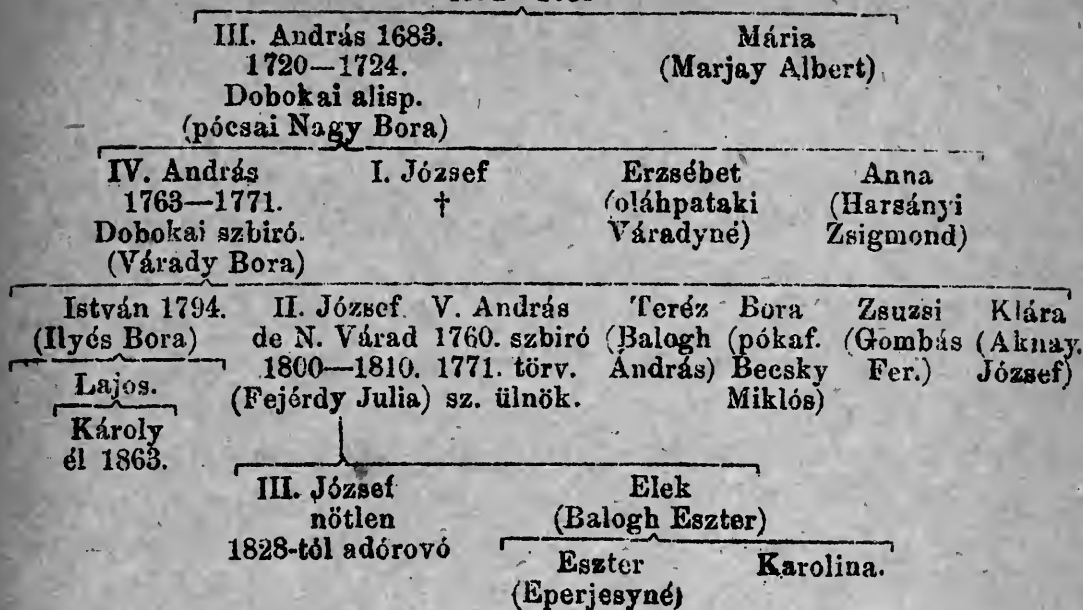 III. András 1683. Mária
1720—1724. (Marjay Albert)
Dobokai alisp.
(pócsai Nagy Bora)
IV. András I. József Erzsébet Anna
1763—1771. † (oláhpataki (Harsányi
Dobokai szbiró. Váradyné) Zsigmond)
(Várady Bora)
István 1794. II. József V. András Teréz Bora Zsuzsi Klára
(Ilyés Bora) de N. Várad 1760. szbiró (Balogh (pókaf. (Gombás (Aknay
Lajos. 1800—1810. 1771. törv. András) Becsky Fer.) József)
(Fejérdy Julia) sz. ülnök. Miklós)
Károly
él 1863.
III. József Elek
nőtlen (Balogh Eszter)
1828-tól adórovó
Eszter Karolina.
(Eperjesyné)